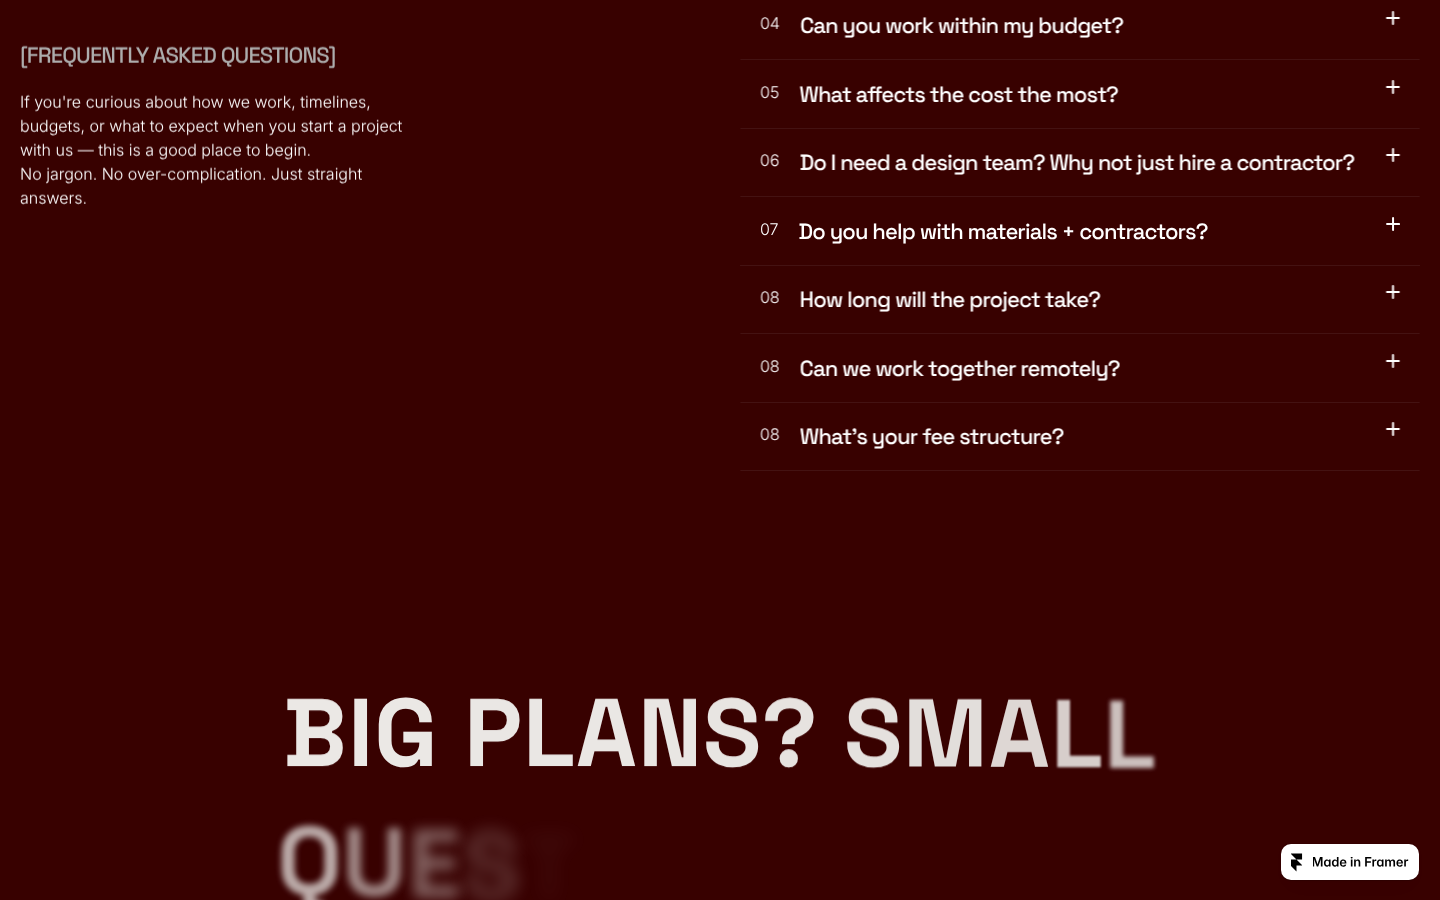 [FREQUENTLY ASKED QUESTIONS]
If you're curious about how we work, timelines,
budgets, or what to expect when you start a project
with us — this is a good place to begin.
No jargon. No over-complication. Just straight
answers.
04 Can you work within my budget? +
05 What affects the cost the most? +
06 Do I need a design team? Why not just hire a contractor? +
07 Do you help with materials + contractors? +
08 How long will the project take? +
08 Can we work together remotely? +
08 What's your fee structure? +
BIG PLANS? SMALL
QUEST
Made in Framer